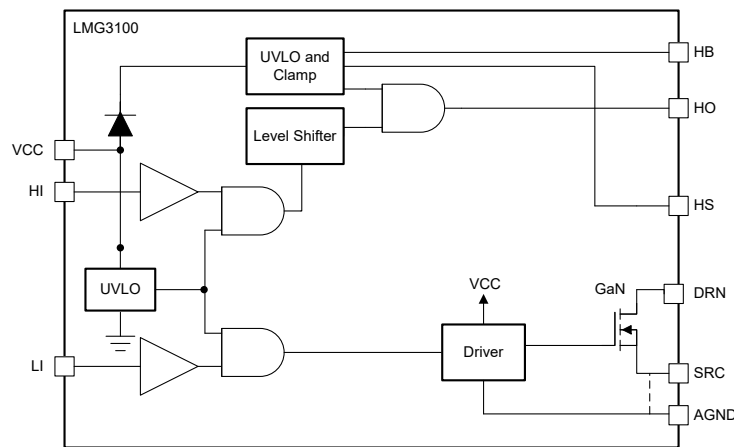 LMG3100
UVLO and
Clamp
HB
HO
Level Shifter
VCC
HI
HS
UVLO
VCC
GaN
DRN
LI
Driver
SRC
AGND